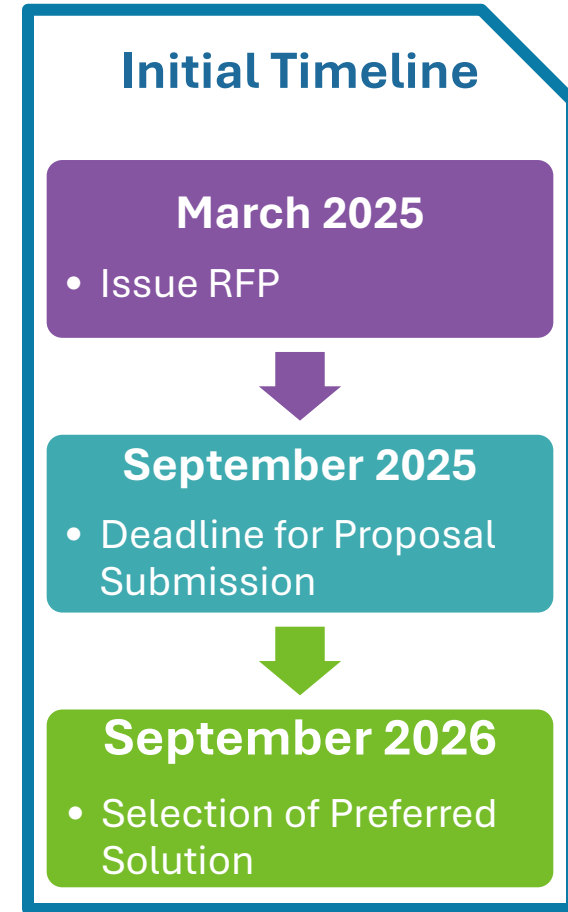 Initial Timeline
March 2025
• Issue RFP
September 2025
• Deadline for Proposal
Submission
September 2026
• Selection of Preferred
Solution